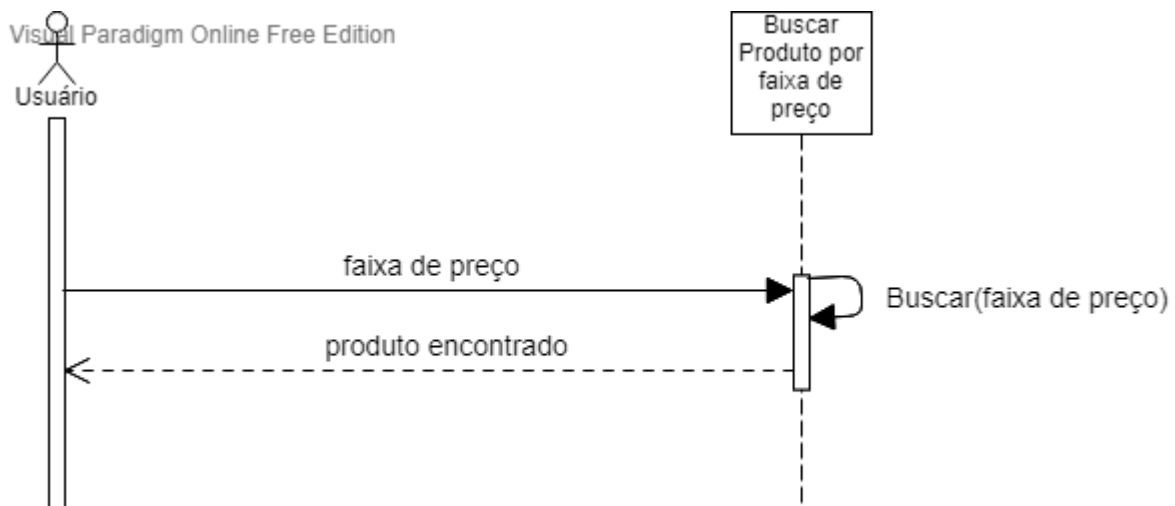 Visual Paradigm Online Free Edition
Usuário
Buscar
Produto por
faixa de
preço
faixa de preço
Buscar(faixa de preço)
produto encontrado